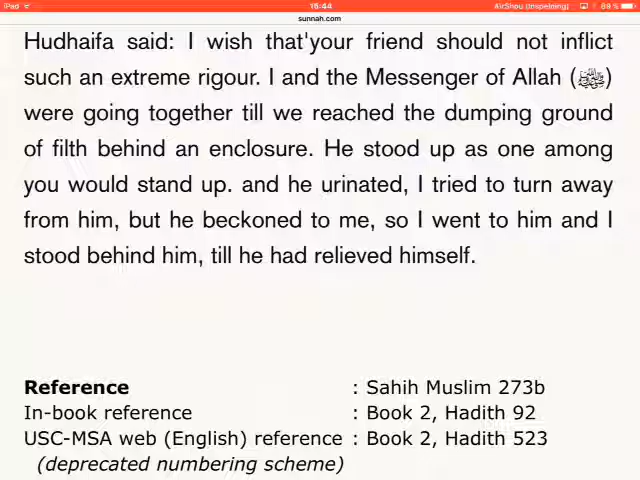 iPad 15:44 AirShou (Inspelning) 89 %
sunnah.com
Hudhaifa said: I wish that'your friend should not inflict
such an extreme rigour. I and the Messenger of Allah (ﷺ)
were going together till we reached the dumping ground
of filth behind an enclosure. He stood up as one among
you would stand up. and he urinated, I tried to turn away
from him, but he beckoned to me, so I went to him and I
stood behind him, till he had relieved himself.
Reference : Sahih Muslim 273b
In-book reference : Book 2, Hadith 92
USC-MSA web (English) reference : Book 2, Hadith 523
(deprecated numbering scheme)